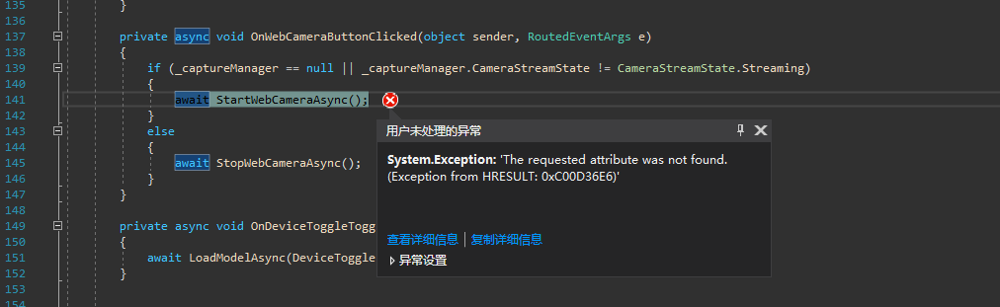 135 }
136
137 private async void OnWebCameraButtonClicked(object sender, RoutedEventArgs e)
138 {
139 if (_captureManager == null || _captureManager.CameraStreamState != CameraStreamState.Streaming)
140 {
141 await StartWebCameraAsync();
142 }
143 else
144 {
145 await StopWebCameraAsync();
146 }
147 }
148
149 private async void OnDeviceToggleTogg
150 {
151 await LoadModelAsync(DeviceToggle
152 }
153
154
用户未处理的异常
System.Exception: 'The requested attribute was not found.
(Exception from HRESULT: 0xC00D36E6)'
查看详细信息 | 复制详细信息
异常设置